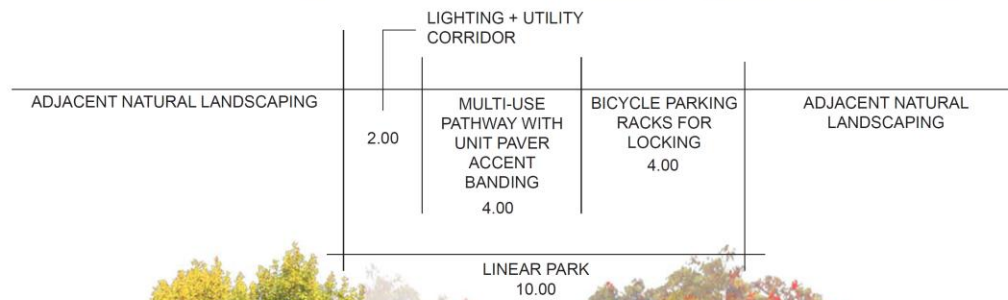 LIGHTING + UTILITY
CORRIDOR
ADJACENT NATURAL LANDSCAPING
2.00
MULTI-USE
PATHWAY WITH
UNIT PAVER
ACCENT
BANDING
4.00
BICYCLE PARKING
RACKS FOR
LOCKING
4.00
ADJACENT NATURAL
LANDSCAPING
LINEAR PARK
10.00